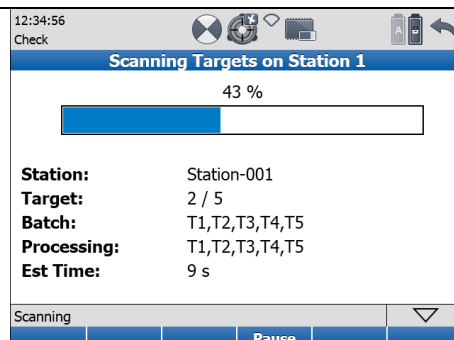 12:34:56
Check
Scanning Targets on Station 1
43 %
Station: Station-001
Target: 2 / 5
Batch: T1,T2,T3,T4,T5
Processing: T1,T2,T3,T4,T5
Est Time: 9 s
Scanning
Pause